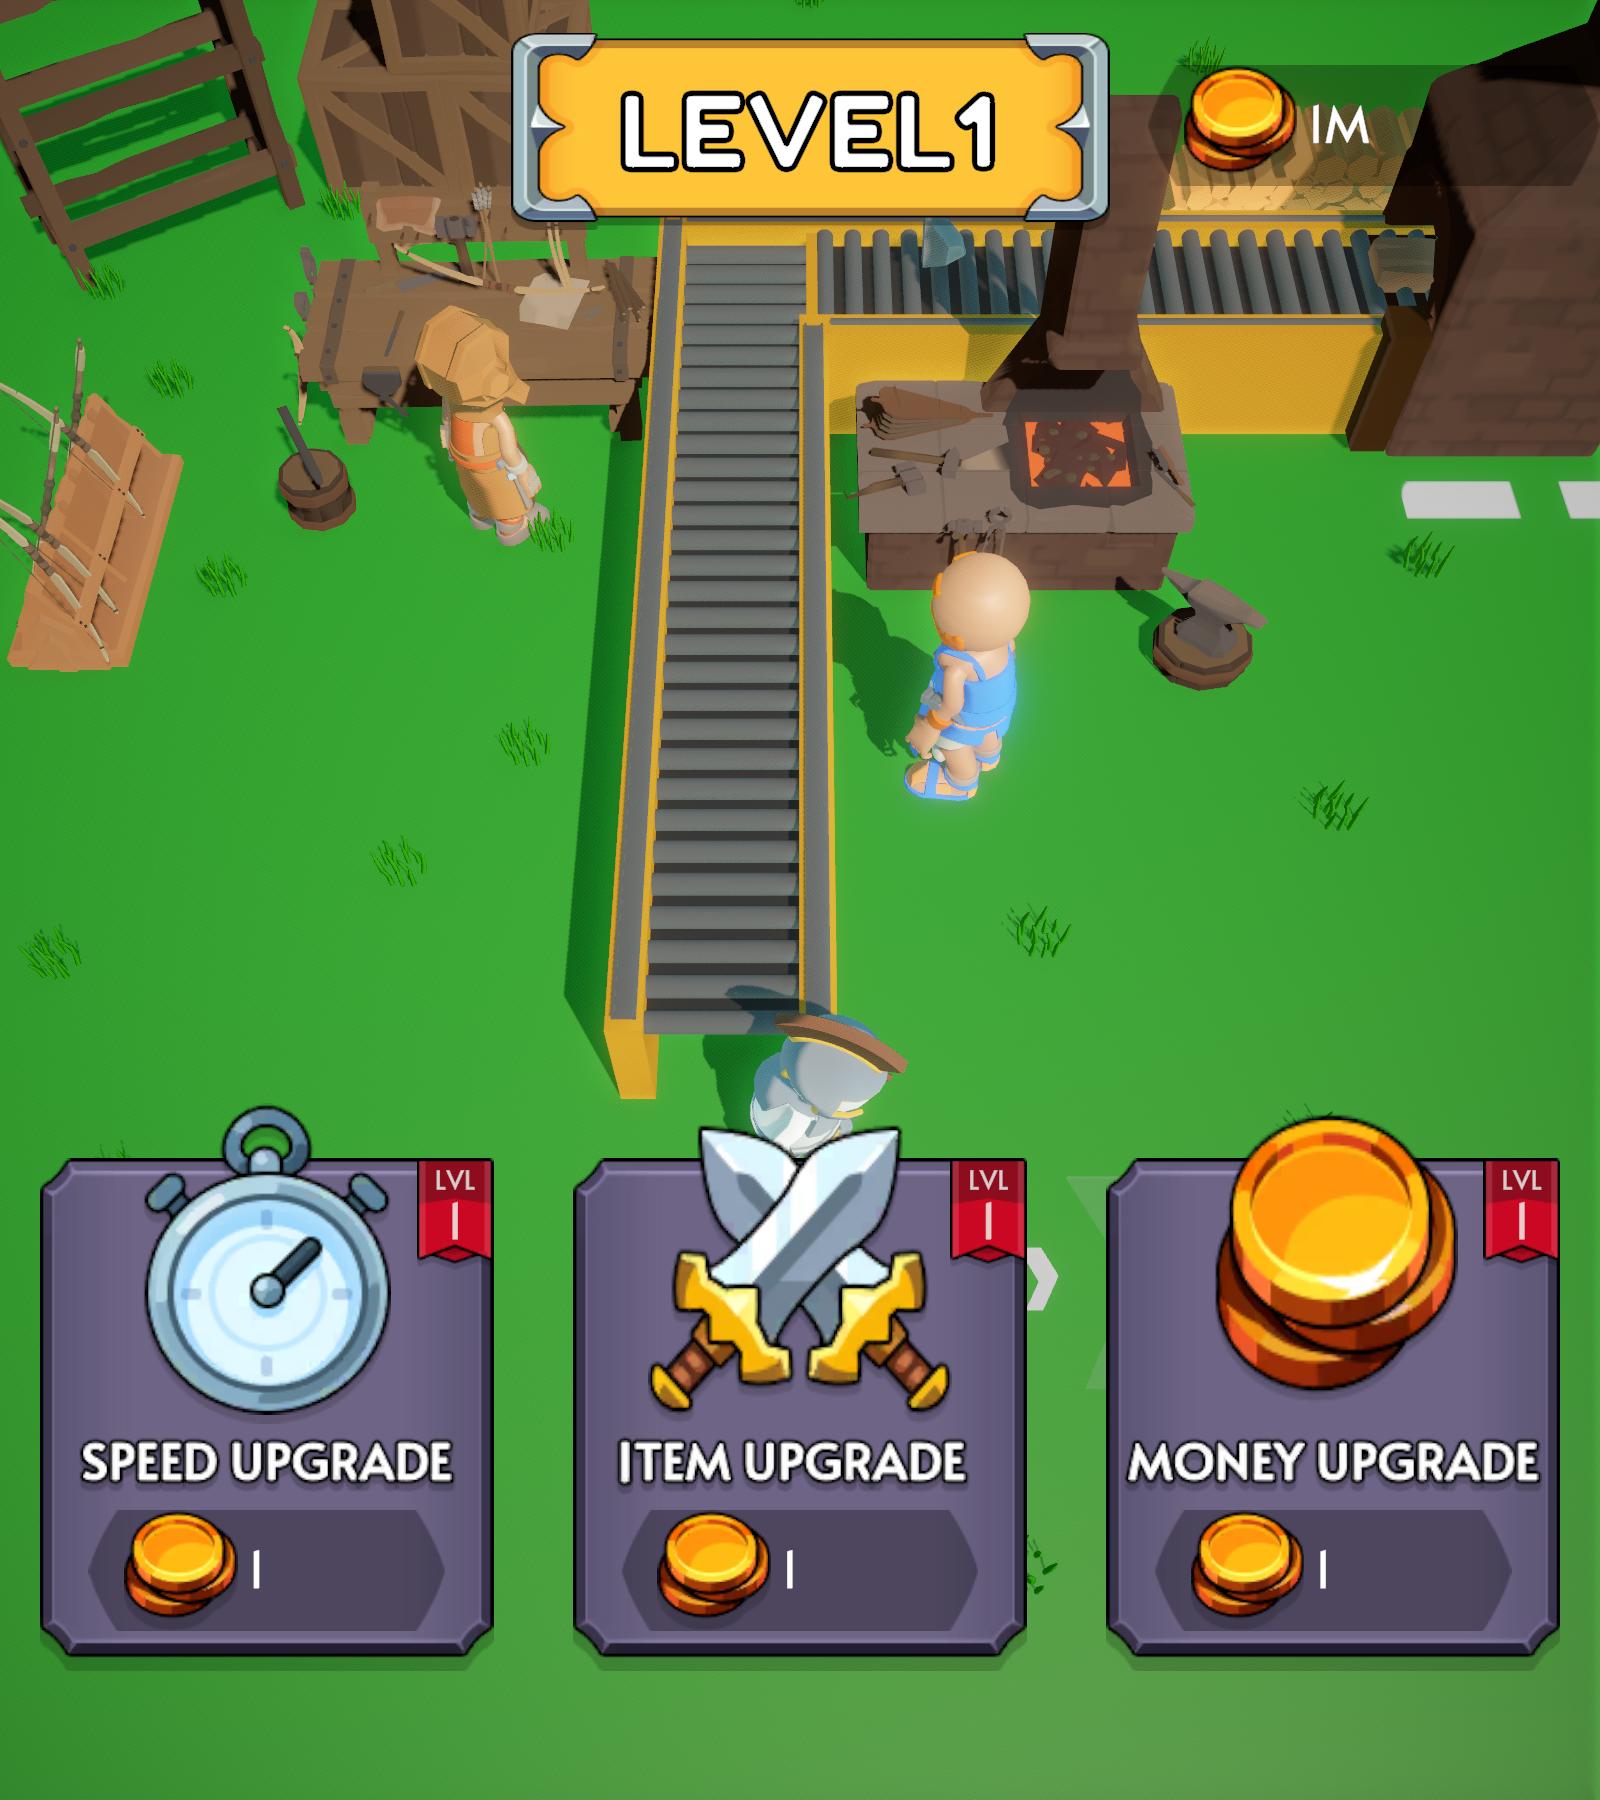 LEVEL1
1M
LVL
1
SPEED UPGRADE
1
LVL
1
ITEM UPGRADE
1
LVL
1
MONEY UPGRADE
1